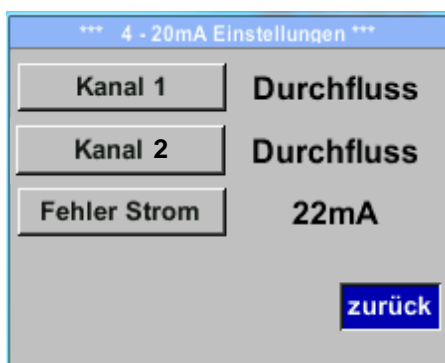 *** 4 - 20mA Einstellungen ***
Kanal 1 Durchfluss
Kanal 2 Durchfluss
Fehler Strom 22mA
zurück